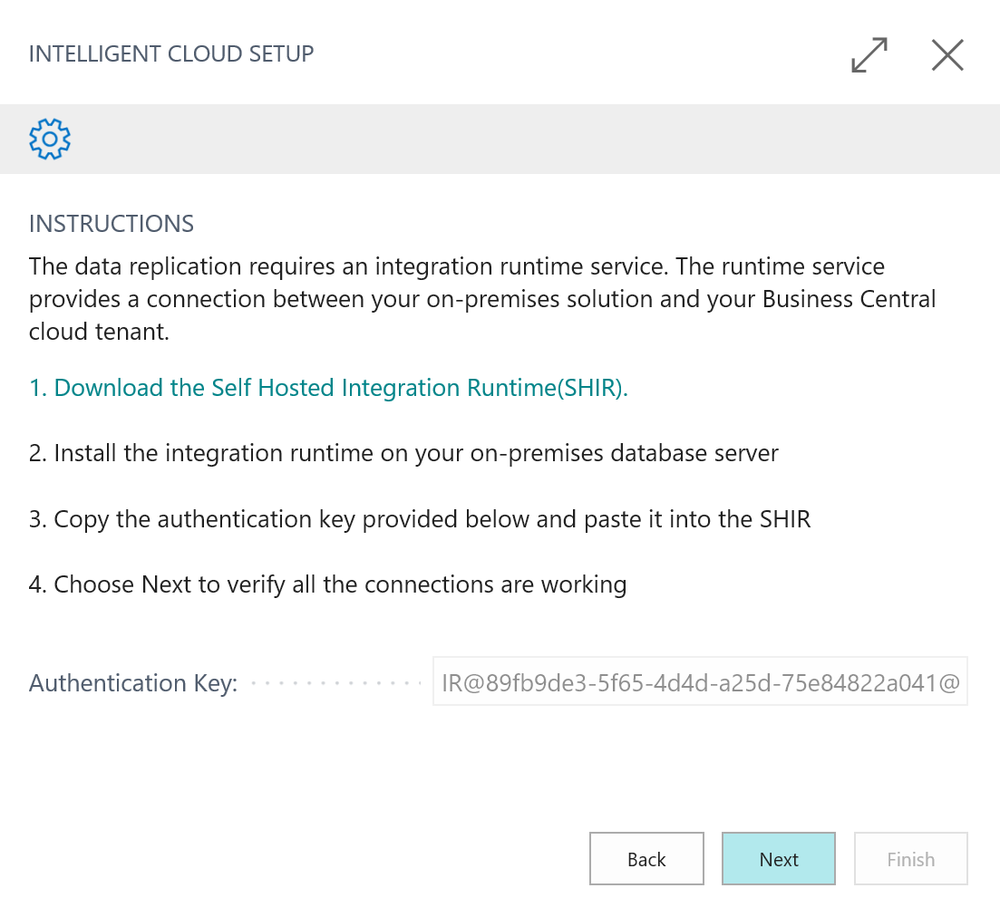 INTELLIGENT CLOUD SETUP
INSTRUCTIONS
The data replication requires an integration runtime service. The runtime service
provides a connection between your on-premises solution and your Business Central
cloud tenant.
1. Download the Self Hosted Integration Runtime(SHIR).
2. Install the integration runtime on your on-premises database server
3. Copy the authentication key provided below and paste it into the SHIR
4. Choose Next to verify all the connections are working
Authentication Key: IR@89fb9de3-5f65-4d4d-a25d-75e84822a041@
Back Next Finish